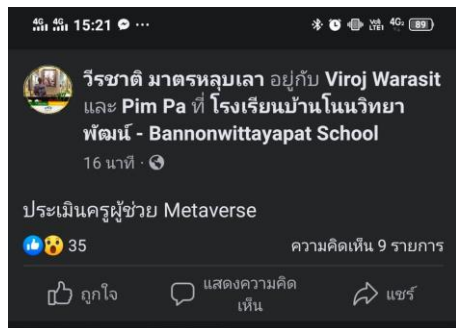 4G 4G 15:21
Vo) LTE1 4G 89
วีรชาติ มาตรหลุบเลา อยู่กับ Viroj Warasit
และ Pim Pa ที่ โรงเรียนบ้านโนนวิทยา
พัฒน์ - Bannonwittayapat School
16 นาที ·
ประเมินครูผู้ช่วย Metaverse
35 ความคิดเห็น 9 รายการ
ถูกใจ
แสดงความคิด
เห็น
แชร์